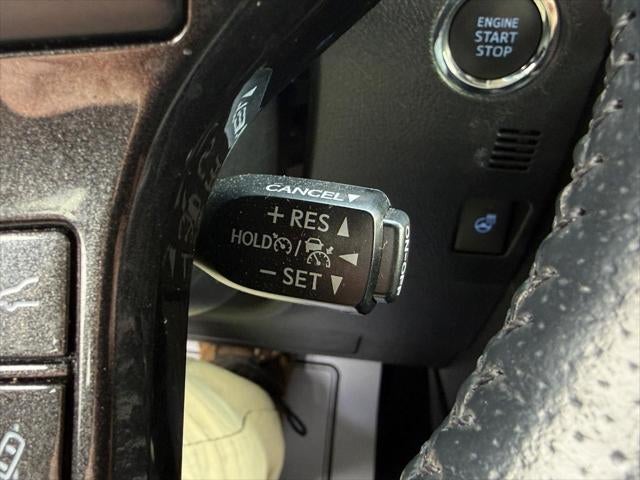 ENGINE
START
STOP
CANCEL▼
+ RES ▲
HOLD / ◀
− SET ▼
ON-OFF